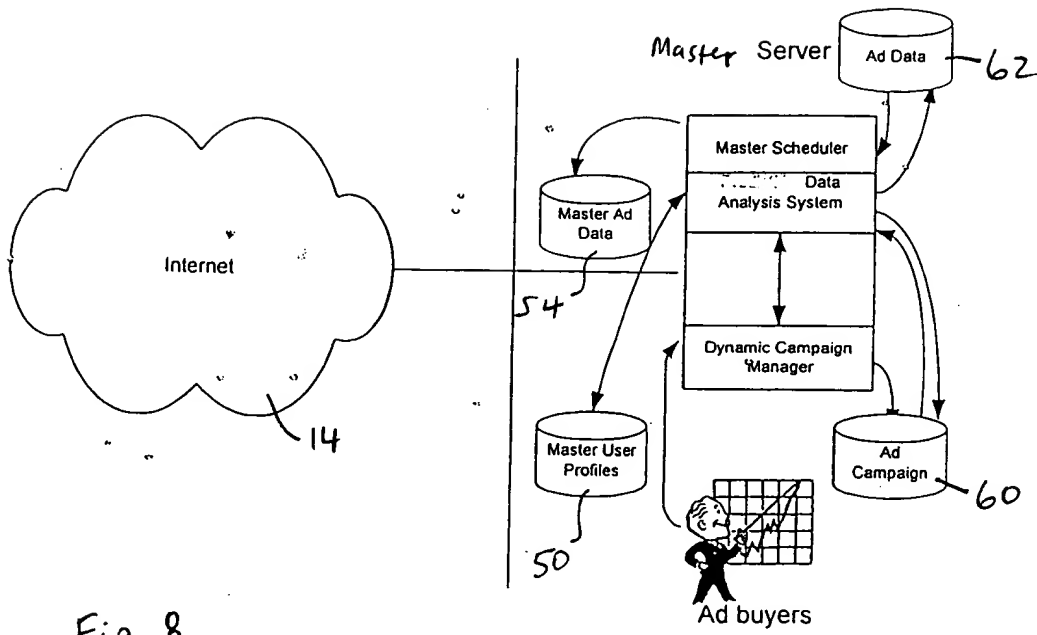 Master Server
Ad Data
62
Master Scheduler
Data
Analysis System
Master Ad
Data
Internet
54
Dynamic Campaign
Manager
14
Master User
Profiles
Ad
Campaign
60
50
Ad buyers
Fig. 8